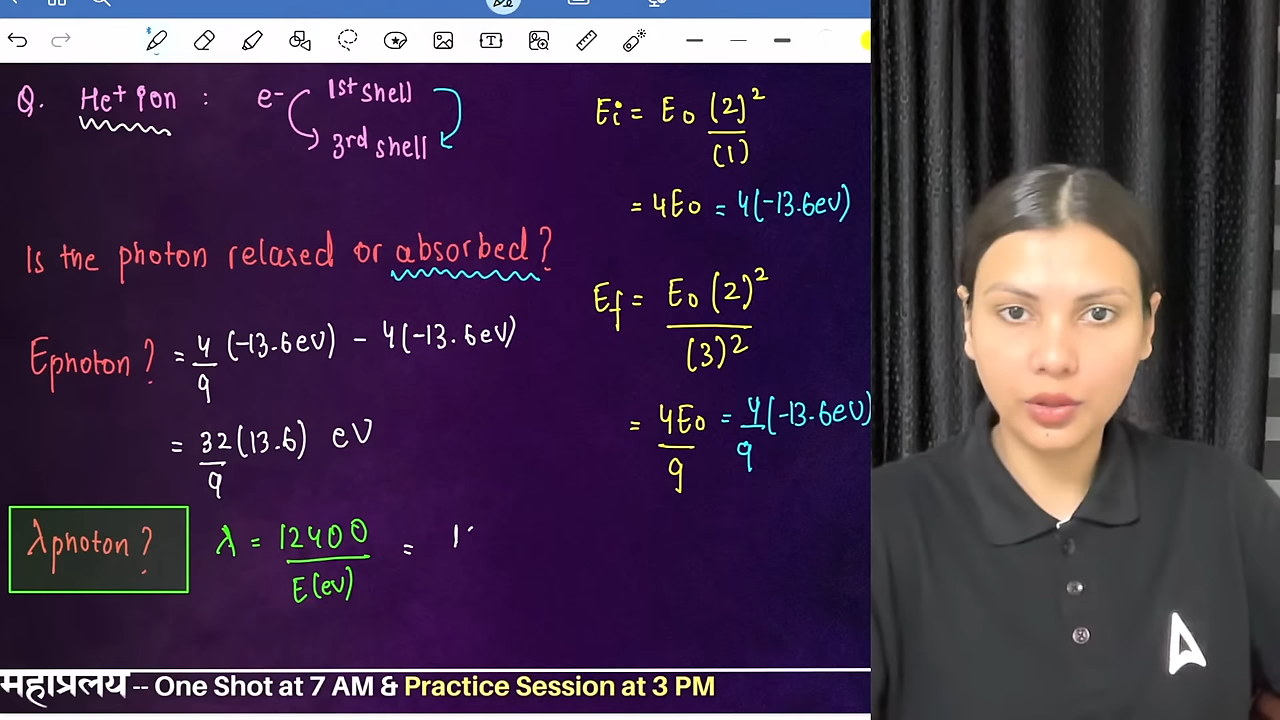 Q. He+ ion : e- 1st shell
3rd shell
Is the photon relased or absorbed?
Ephoton? = 4/9 (-13.6eV) - 4(-13.6eV)
= 32/9 (13.6) eV
λphoton? λ = 12400/E(eV) =
Ei = E0 (2)²/(1)
= 4E0 = 4(-13.6eV)
Ef = E0 (2)²/(3)²
= 4E0/9 = 4/9 (-13.6eV)
महाप्रलय -- One Shot at 7 AM & Practice Session at 3 PM